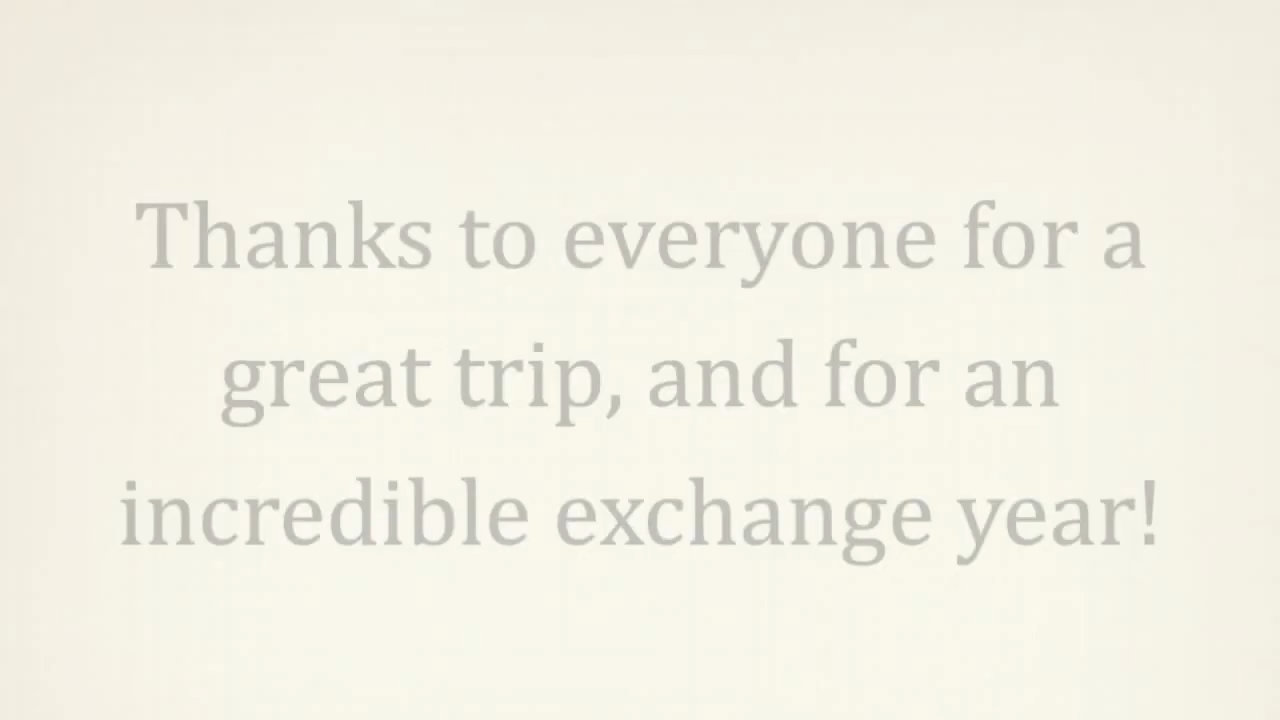 Thanks to everyone for a
great trip, and for an
incredible exchange year!